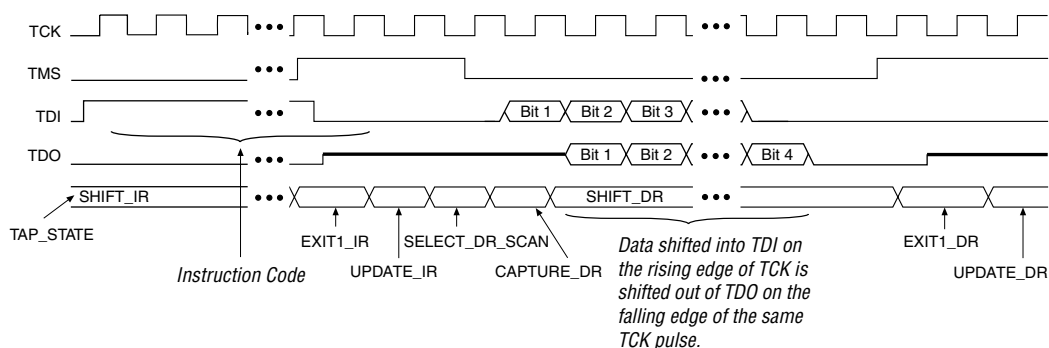 TCK
TMS
TDI
Bit 1 Bit 2 Bit 3 Bit 4
TDO
Bit 1 Bit 2 Bit 4
SHIFT_IR
SHIFT_DR
TAP_STATE
EXIT1_IR
SELECT_DR_SCAN
EXIT1_DR
Instruction Code
UPDATE_IR
CAPTURE_DR
UPDATE_DR
Data shifted into TDI on
the rising edge of TCK is
shifted out of TDO on the
falling edge of the same
TCK pulse.